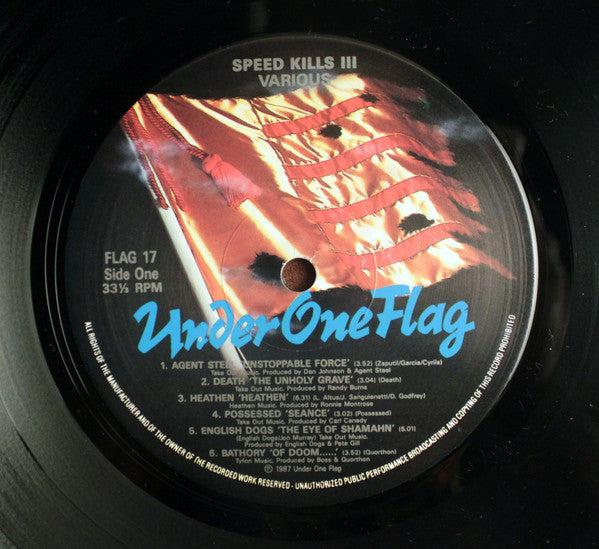 SPEED KILLS III
VARIOUS
FLAG 17
Side One
33⅓ RPM
Under One Flag
1. AGENT STEEL 'UNSTOPPABLE FORCE' (3.52) (Zaputil/Garcia/Cyriis)
Take Out Music. Produced by Dan Johnson & Agent Steel
2. DEATH 'THE UNHOLY GRAVE' (3.04) (Death)
Take Out Music. Produced by Randy Burns
3. HEATHEN 'HEATHEN' (6.31) (L. Altus/J. Sanguienetti/D. Godfrey)
Heathen Music. Produced by Ronnie Montrose
4. POSSESSED 'SEANCE' (3.02) (Possessed)
Take Out Music. Produced by Carl Canedy
5. ENGLISH DOGS 'THE EYE OF SHAMAHN' (5.01)
(English Dogs/Jon Murray) Take Out Music.
Produced by English Dogs & Pete Gill
6. BATHORY 'OF DOOM......' (3.52) (Quorthon)
Tyfon Music. Produced by Boss & Quorthon
Ⓟ 1987 Under One Flag
ALL RIGHTS OF THE MANUFACTURER AND OF THE OWNER OF THE RECORDED WORK RESERVED - UNAUTHORIZED PUBLIC PERFORMANCE BROADCASTING AND COPYING OF THIS RECORD PROHIBITED